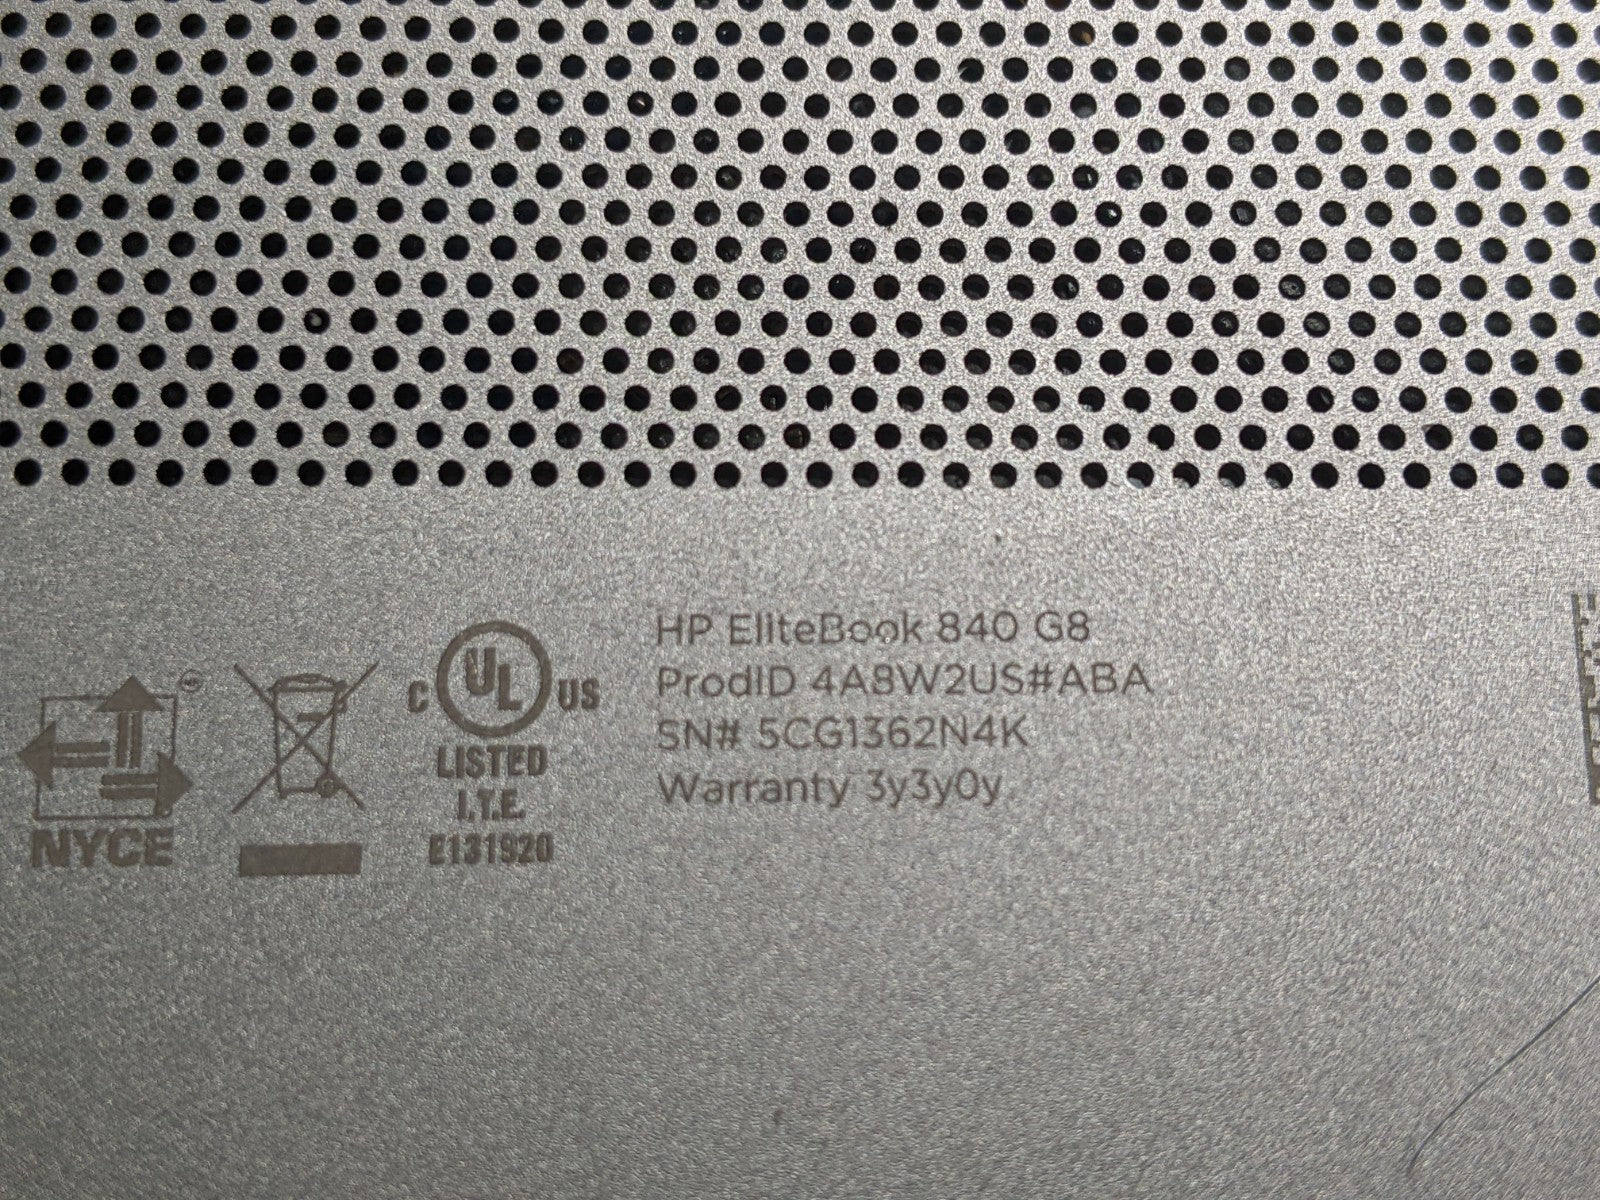 HP EliteBook 840 G8
ProdID 4A8W2US#ABA
SN# 5CG1362N4K
Warranty 3y3y0y
C UL US
LISTED
I.T.E.
E131920
NYCE